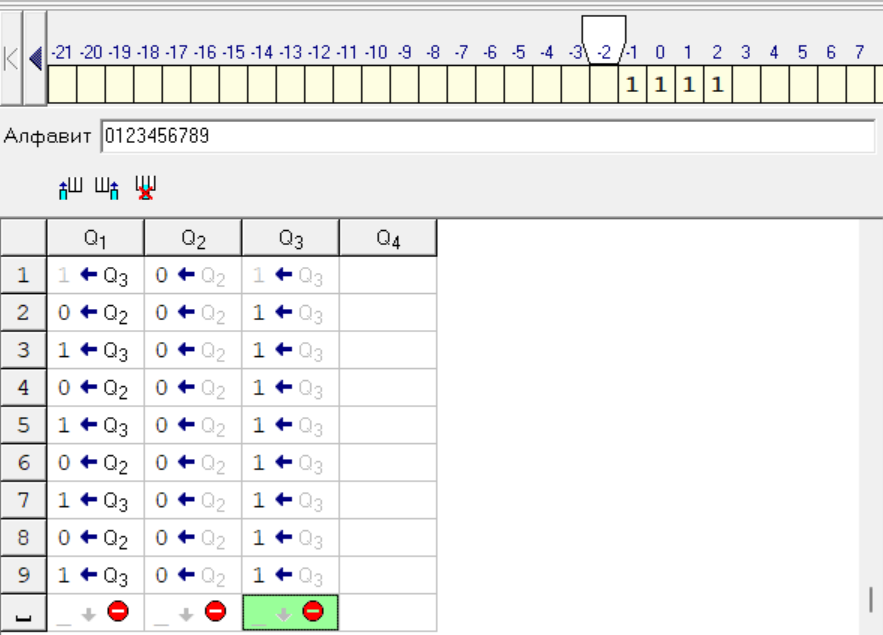 -21 -20 -19 -18 -17 -16 -15 -14 -13 -12 -11 -10 -9 -8 -7 -6 -5 -4 -3 -2 -1 0 1 2 3 4 5 6 7
1 1 1 1
Алфавит 0123456789
Q1 Q2 Q3 Q4
1 1 ← Q3 0 ← Q2 1 ← Q3
2 0 ← Q2 0 ← Q2 1 ← Q3
3 1 ← Q3 0 ← Q2 1 ← Q3
4 0 ← Q2 0 ← Q2 1 ← Q3
5 1 ← Q3 0 ← Q2 1 ← Q3
6 0 ← Q2 0 ← Q2 1 ← Q3
7 1 ← Q3 0 ← Q2 1 ← Q3
8 0 ← Q2 0 ← Q2 1 ← Q3
9 1 ← Q3 0 ← Q2 1 ← Q3
␣ _ ↓ _ ↓ _ ↓